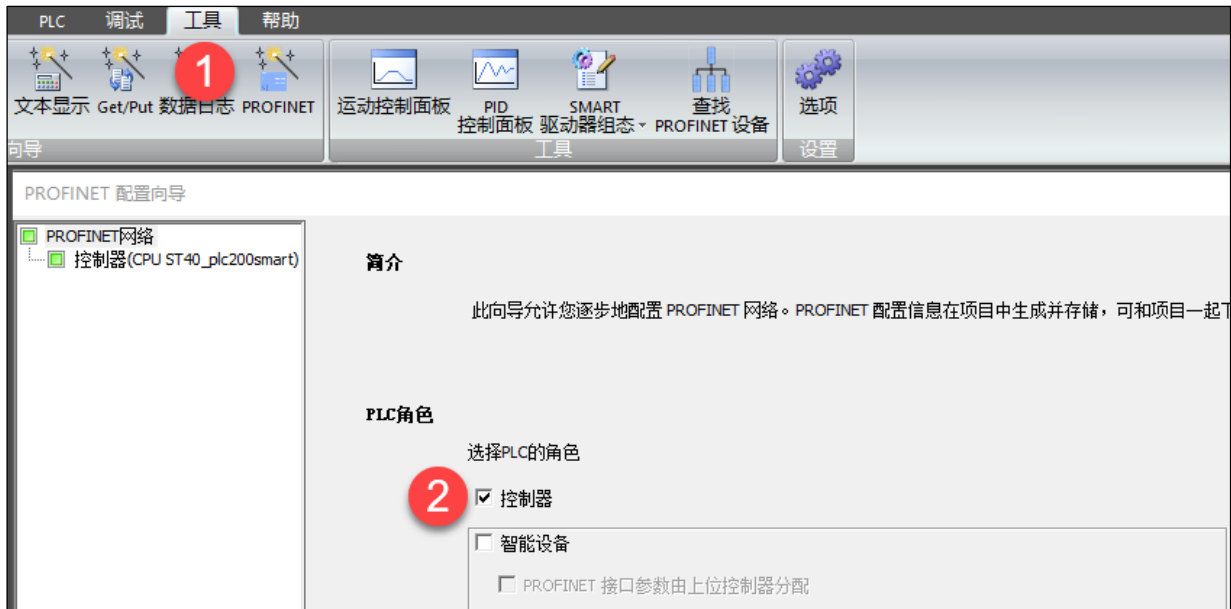 PLC 调试 工具 帮助
1
文本显示 Get/Put 数据日志 PROFINET 运动控制面板 PID SMART 查找 选项
控制面板 驱动器组态 PROFINET 设备
向导 工具 设置
PROFINET 配置向导
PROFINET网络
控制器(CPU ST40_plc200smart)
简介
此向导允许您逐步地配置 PROFINET 网络。PROFINET 配置信息在项目中生成并存储，可和项目一起下
PLC角色
选择PLC的角色
2 控制器
智能设备
PROFINET 接口参数由上位控制器分配